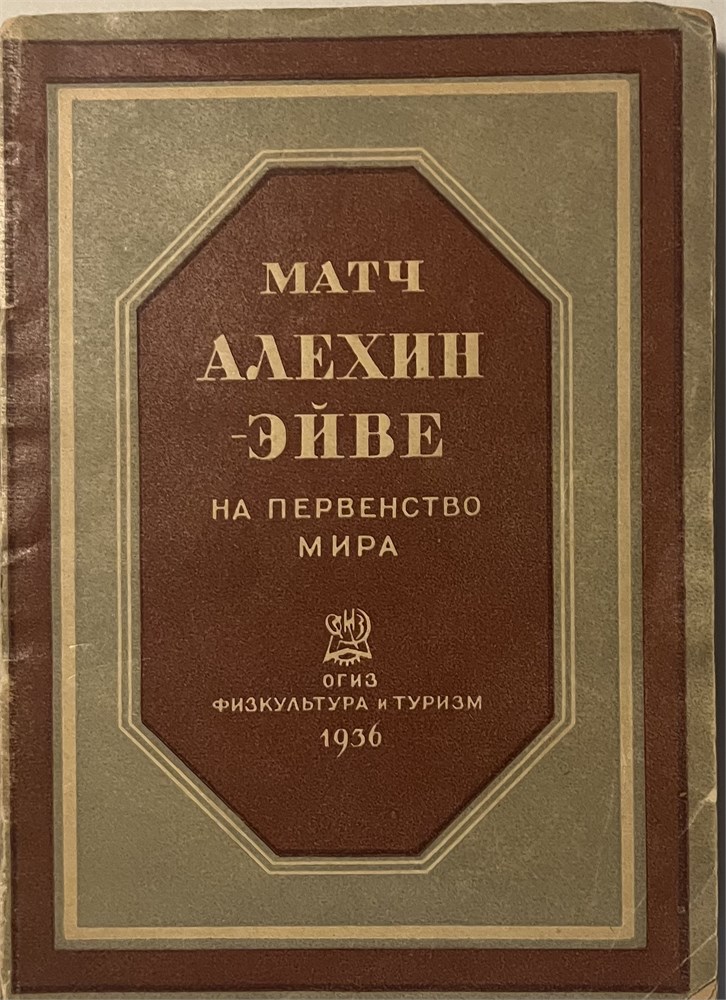 МАТЧ
АЛЕХИН
-ЭЙВЕ
НА ПЕРВЕНСТВО
МИРА
ОГИЗ
ФИЗКУЛЬТУРА и ТУРИЗМ
1936